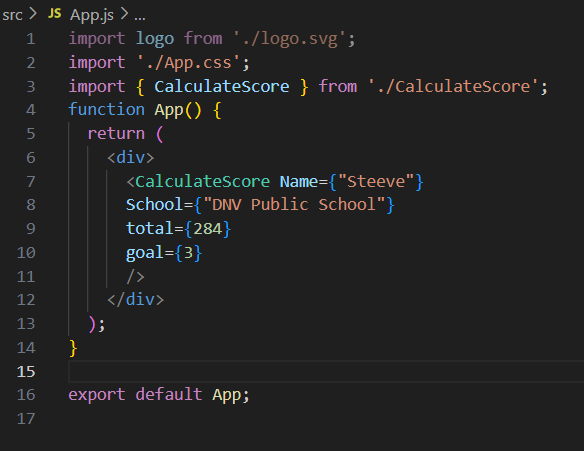 src > JS App.js > ...
1 import logo from './logo.svg';
2 import './App.css';
3 import { CalculateScore } from './CalculateScore';
4 function App() {
5   return (
6     <div>
7       <CalculateScore Name={"Steeve"}
8       School={"DNV Public School"}
9       total={284}
10       goal={3}
11       />
12     </div>
13   );
14 }
15
16 export default App;
17